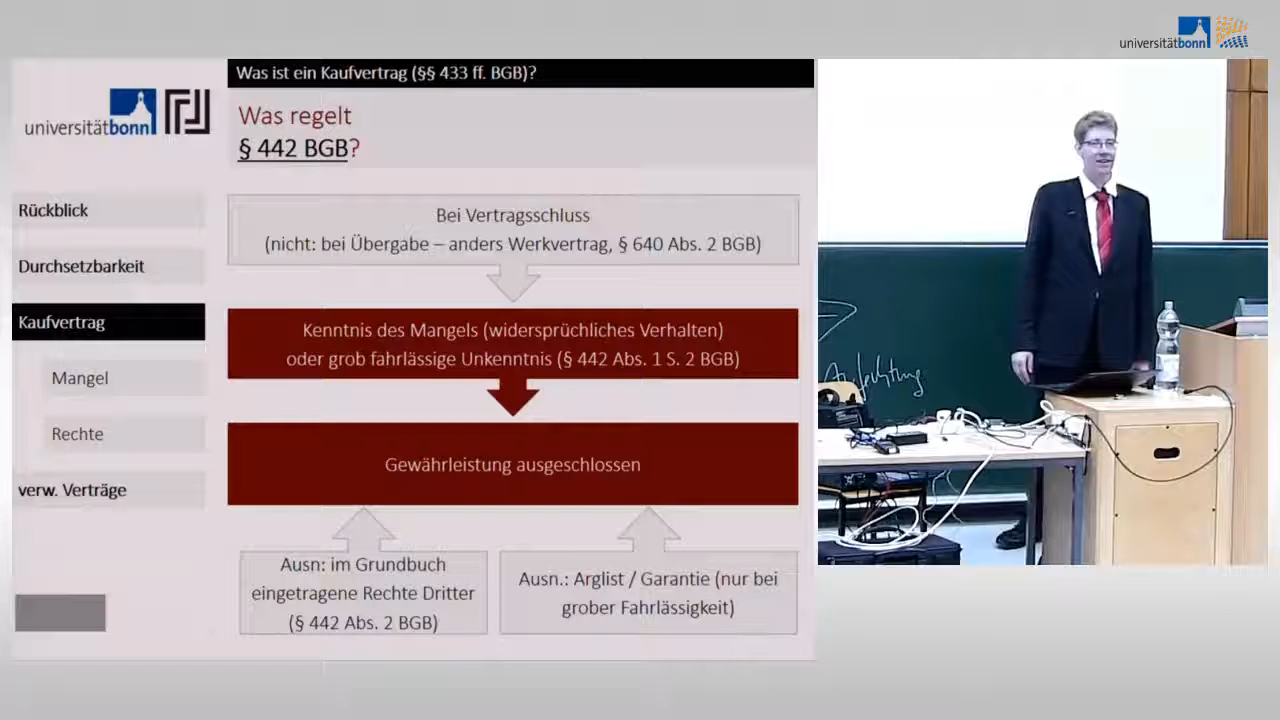 universitätbonn
Was ist ein Kaufvertrag (§§ 433 ff. BGB)?
universitätbonn
Was regelt
§ 442 BGB?
Rückblick
Durchsetzbarkeit
Kaufvertrag
Mangel
Rechte
verw. Verträge
Bei Vertragsschluss
(nicht: bei Übergabe – anders Werkvertrag, § 640 Abs. 2 BGB)
Kenntnis des Mangels (widersprüchliches Verhalten)
oder grob fahrlässige Unkenntnis (§ 442 Abs. 1 S. 2 BGB)
Gewährleistung ausgeschlossen
Ausn: im Grundbuch
eingetragene Rechte Dritter
(§ 442 Abs. 2 BGB)
Ausn.: Arglist / Garantie (nur bei
grober Fahrlässigkeit)
Anfechtung